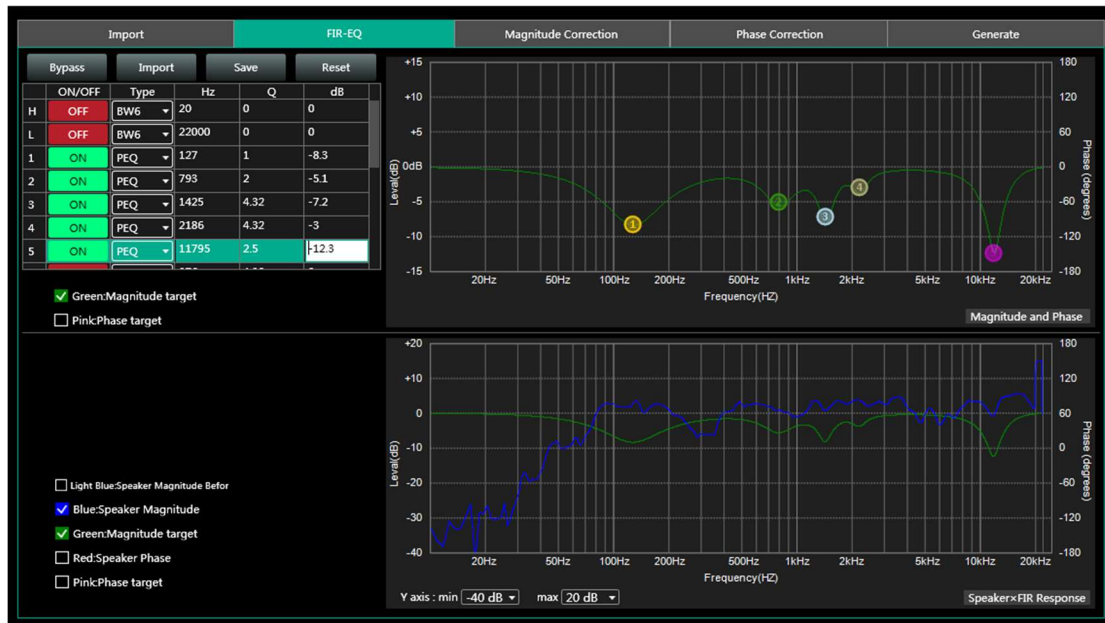 Import FIR-EQ Magnitude Correction Phase Correction Generate
Bypass Import Save Reset
ON/OFF Type Hz Q dB
H OFF BW6 20 0 0
L OFF BW6 22000 0 0
1 ON PEQ 127 1 -8.3
2 ON PEQ 793 2 -5.1
3 ON PEQ 1425 4.32 -7.2
4 ON PEQ 2186 4.32 -3
5 ON PEQ 11795 2.5 -12.3
Green:Magnitude target
Pink:Phase target
+15 180
+10 120
+5 60
0dB 0
-5 -60
-10 -120
-15 -180
Leval(dB)
Phase (degrees)
1 2 3 4
20Hz 50Hz 100Hz 200Hz 500Hz 1kHz 2kHz 5kHz 10kHz 20kHz
Frequency(HZ)
Magnitude and Phase
+20 180
+10 120
0 60
-10 0
-20 -60
-30 -120
-40 -180
Leval(dB)
Phase (degrees)
20Hz 50Hz 100Hz 200Hz 500Hz 1kHz 2kHz 5kHz 10kHz 20kHz
Frequency(HZ)
Light Blue:Speaker Magnitude Befor
Blue:Speaker Magnitude
Green:Magnitude target
Red:Speaker Phase
Pink:Phase target
Y axis : min -40 dB max 20 dB
Speaker×FIR Response